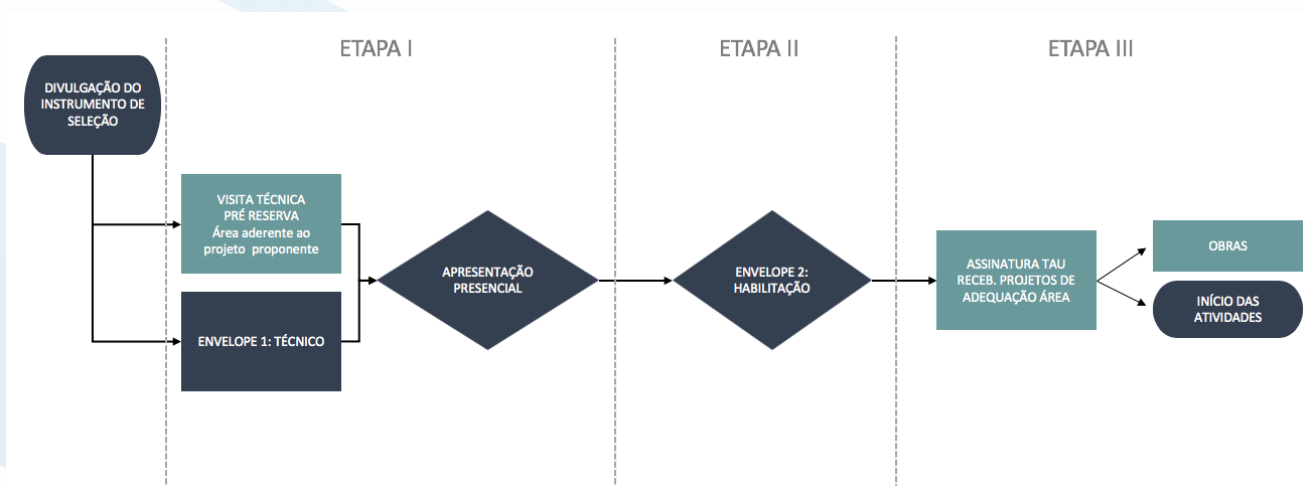 ETAPA I
ETAPA II
ETAPA III
DIVULGAÇÃO DO
INSTRUMENTO DE
SELEÇÃO
VISITA TÉCNICA
PRÉ RESERVA
Área aderente ao
projeto proponente
ENVELOPE 1: TÉCNICO
APRESENTAÇÃO
PRESENCIAL
ENVELOPE 2:
HABILITAÇÃO
ASSINATURA TAU
RECEB. PROJETOS DE
ADEQUAÇÃO ÁREA
OBRAS
INÍCIO DAS
ATIVIDADES